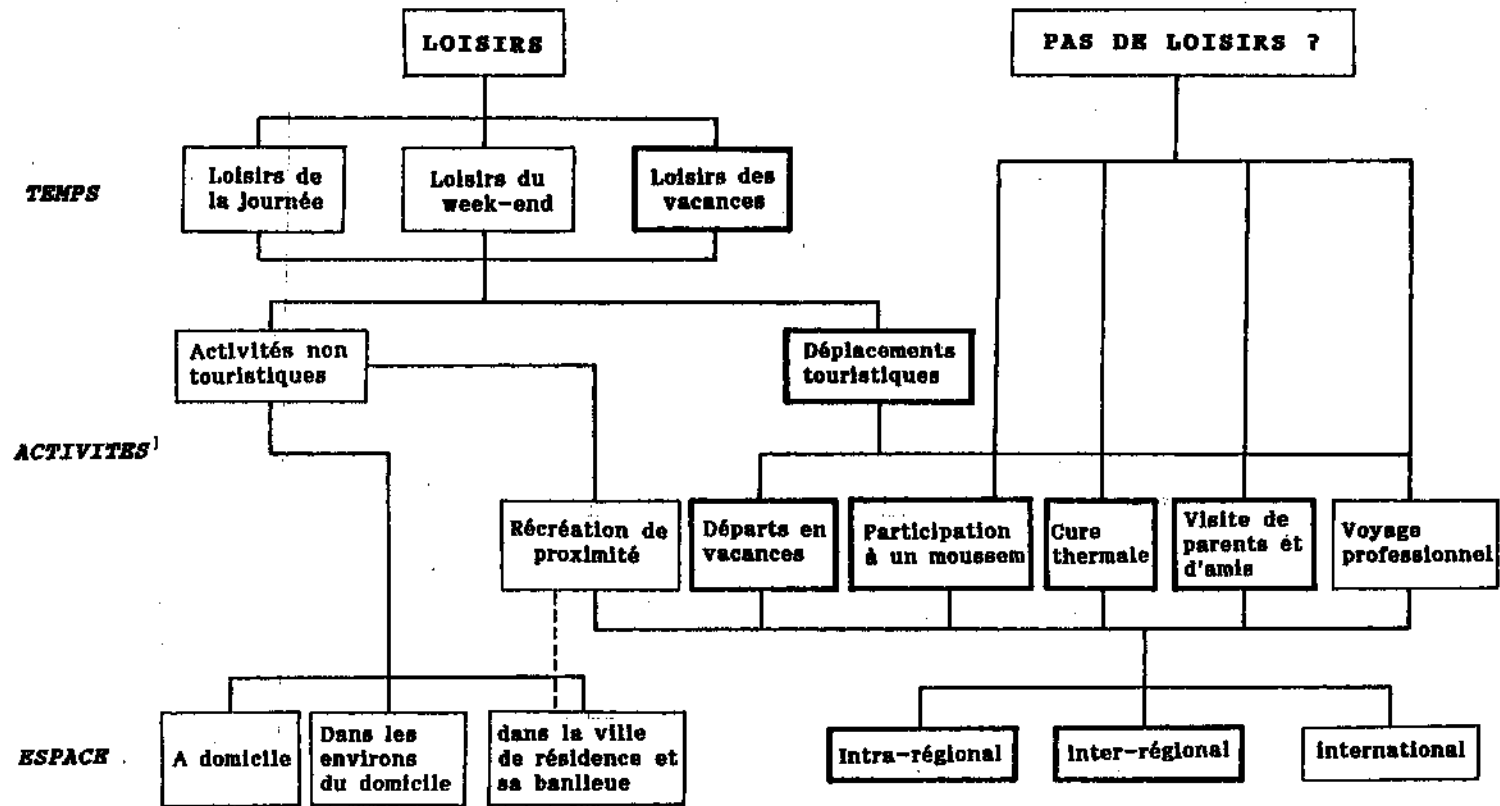 LOISIRS
PAS DE LOISIRS ?
TEMPS
Loisirs de
la journée
Loisirs du
week-end
Loisirs des
vacances
Activités non
touristiques
Déplacements
touristiques
ACTIVITES¹
Récréation de
proximité
Départs en
vacances
Participation
à un moussem
Cure
thermale
Visite de
parents et
d'amis
Voyage
professionnel
ESPACE
A domicile
Dans les
environs
du domicile
dans la ville
de résidence et
sa banlieue
Intra-régional
inter-régional
international